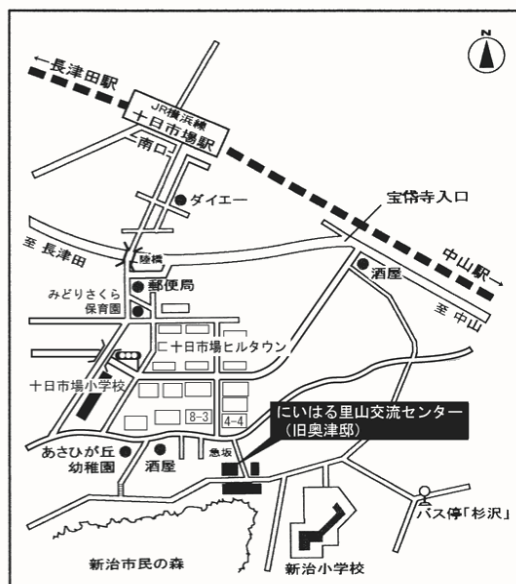 N
←長津田駅
JR横浜線
十日市場駅
南口
ダイエー
宝帒寺入口
至 長津田
陸橋
中山駅→
酒屋
至 中山
郵便局
みどりさくら
保育園
十日市場ヒルタウン
十日市場小学校
8-3
4-4
にいはる里山交流センター
（旧奥津邸）
あさひが丘
幼稚園
酒屋
急坂
バス停「杉沢」
新治市民の森
新治小学校